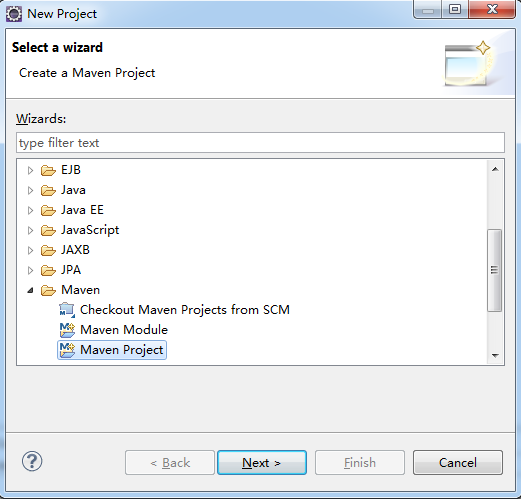 New Project
Select a wizard
Create a Maven Project
Wizards:
type filter text
EJB
Java
Java EE
JavaScript
JAXB
JPA
Maven
Checkout Maven Projects from SCM
Maven Module
Maven Project
< Back
Next >
Finish
Cancel